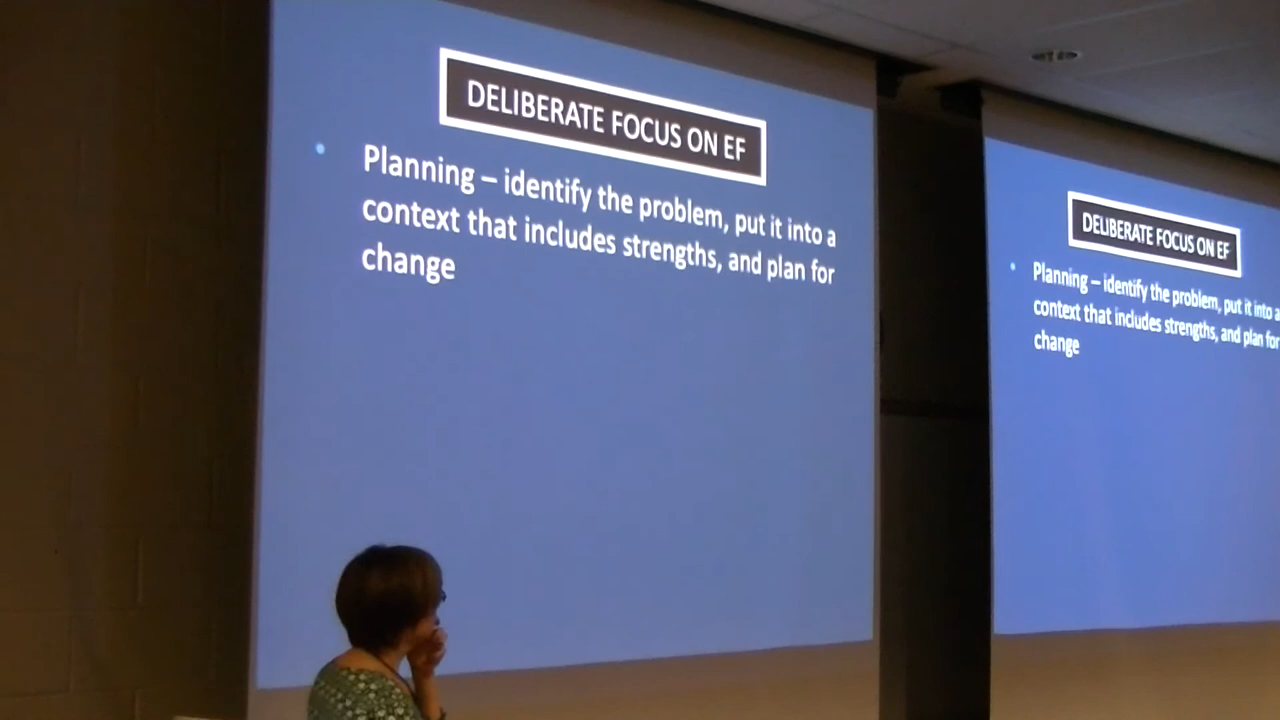 DELIBERATE FOCUS ON EF
• Planning – identify the problem, put it into a
context that includes strengths, and plan for
change
DELIBERATE FOCUS ON EF
• Planning – identify the problem, put it into a
context that includes strengths, and plan for
change